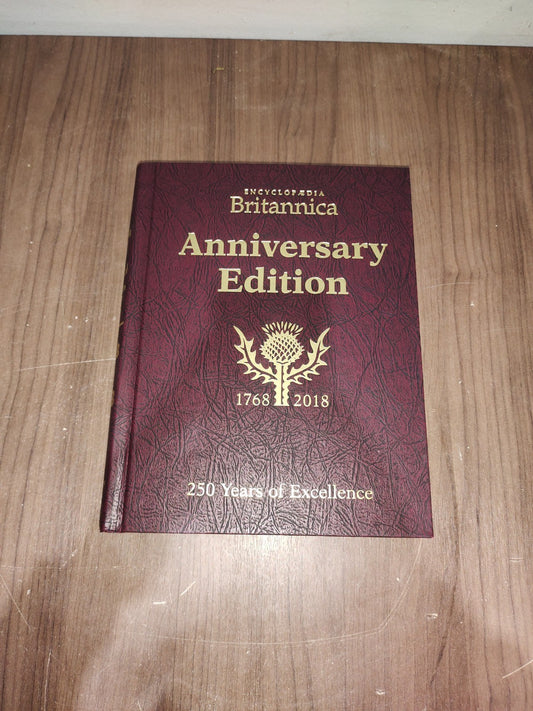 ENCYCLOPÆDIA
Britannica
Anniversary
Edition
1768 2018
250 Years of Excellence